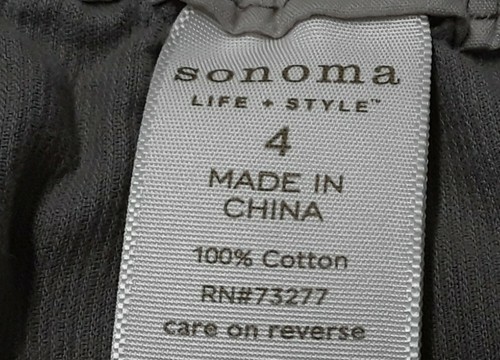 sonoma
LIFE + STYLE™
4
MADE IN
CHINA
100% Cotton
RN#73277
care on reverse